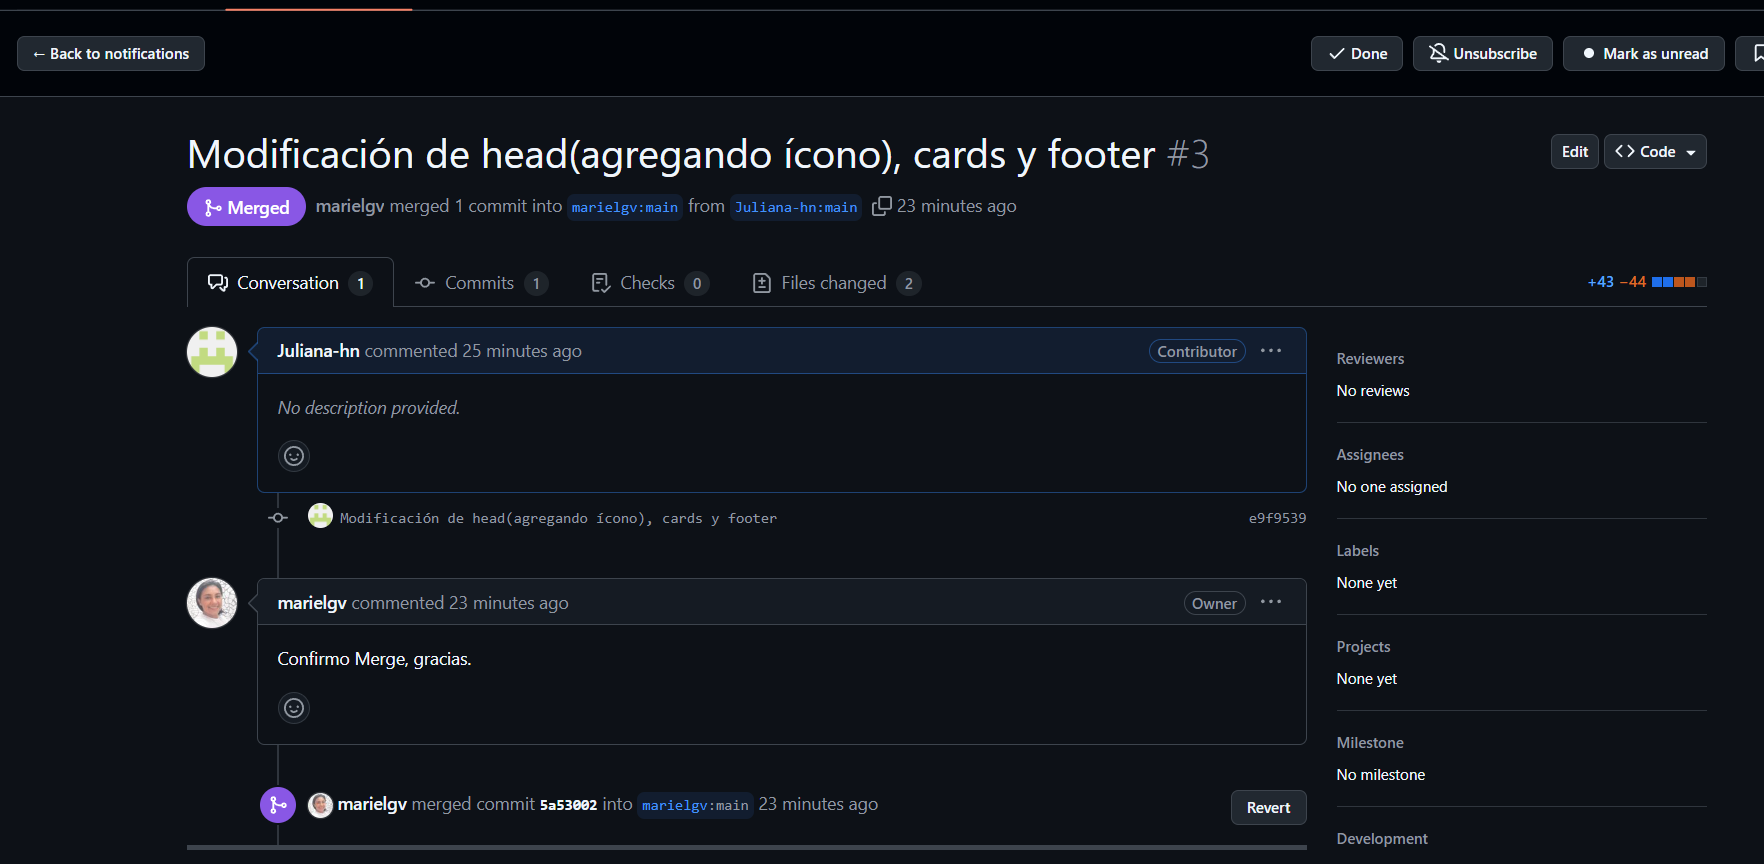 ← Back to notifications
Done
Unsubscribe
Mark as unread
Modificación de head(agregando ícono), cards y footer #3
Edit
<> Code
Merged
marielgv merged 1 commit into marielgv:main from Juliana-hn:main 23 minutes ago
Conversation 1
Commits 1
Checks 0
Files changed 2
+43 −44
Juliana-hn commented 25 minutes ago
Contributor
No description provided.
Modificación de head(agregando ícono), cards y footer
e9f9539
marielgv commented 23 minutes ago
Owner
Confirmo Merge, gracias.
marielgv merged commit 5a53002 into marielgv:main 23 minutes ago
Revert
Reviewers
No reviews
Assignees
No one assigned
Labels
None yet
Projects
None yet
Milestone
No milestone
Development